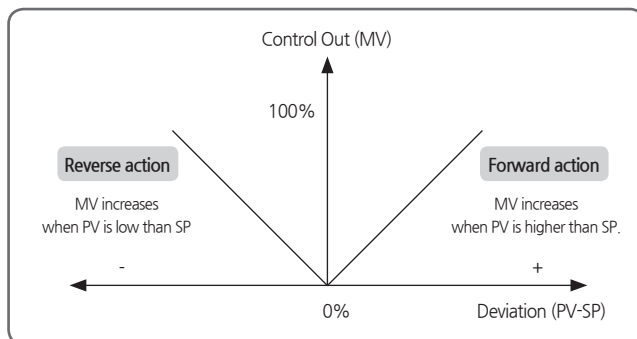 Control Out (MV)
100%
Reverse action
MV increases
when PV is low than SP
Forward action
MV increases
when PV is higher than SP.
-
+
0%
Deviation (PV-SP)